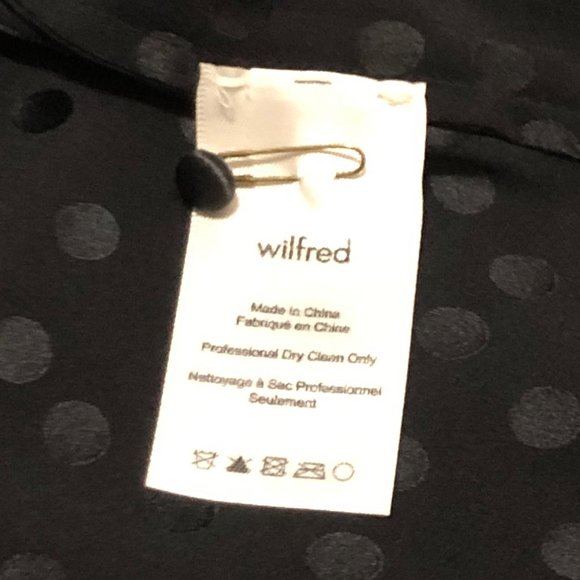 wilfred
Made in China
Fabriqué en Chine
Professional Dry Clean Only
Nettoyage à Sec Professionnel
Seulement